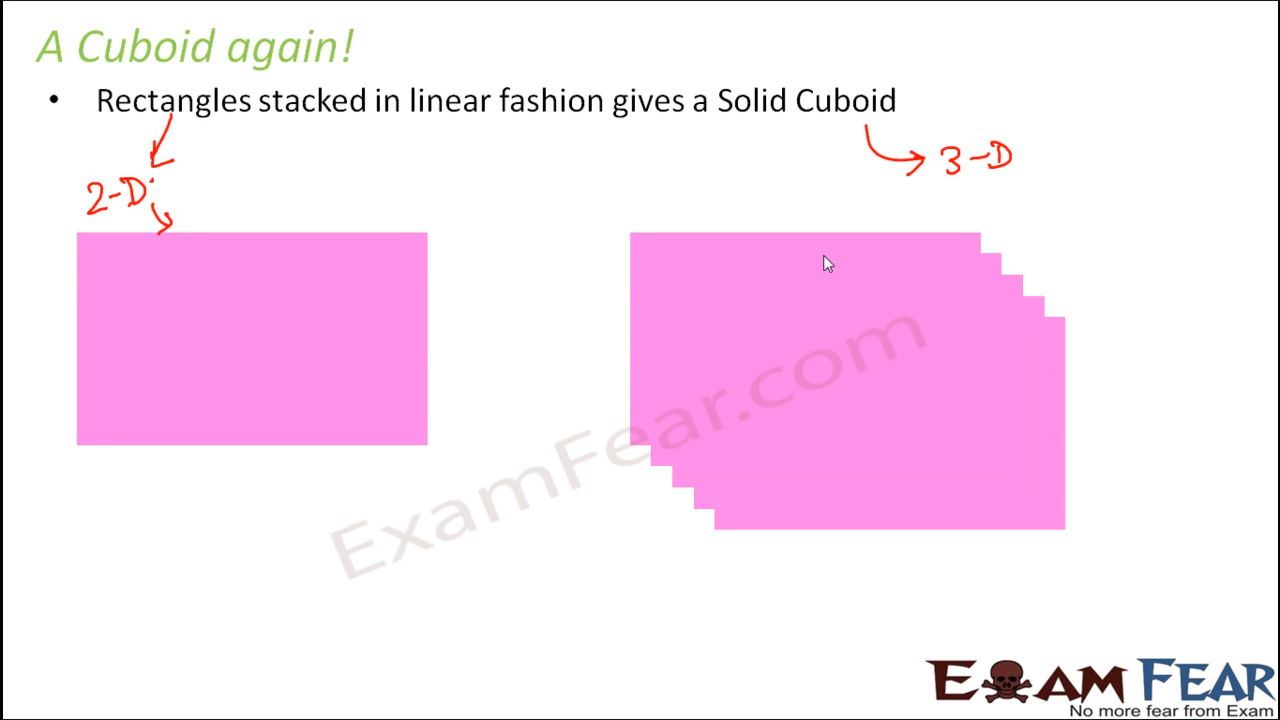 A Cuboid again!
• Rectangles stacked in linear fashion gives a Solid Cuboid
3-D
2-D
ExamFear.com
EXAM FEAR
No more fear from Exam